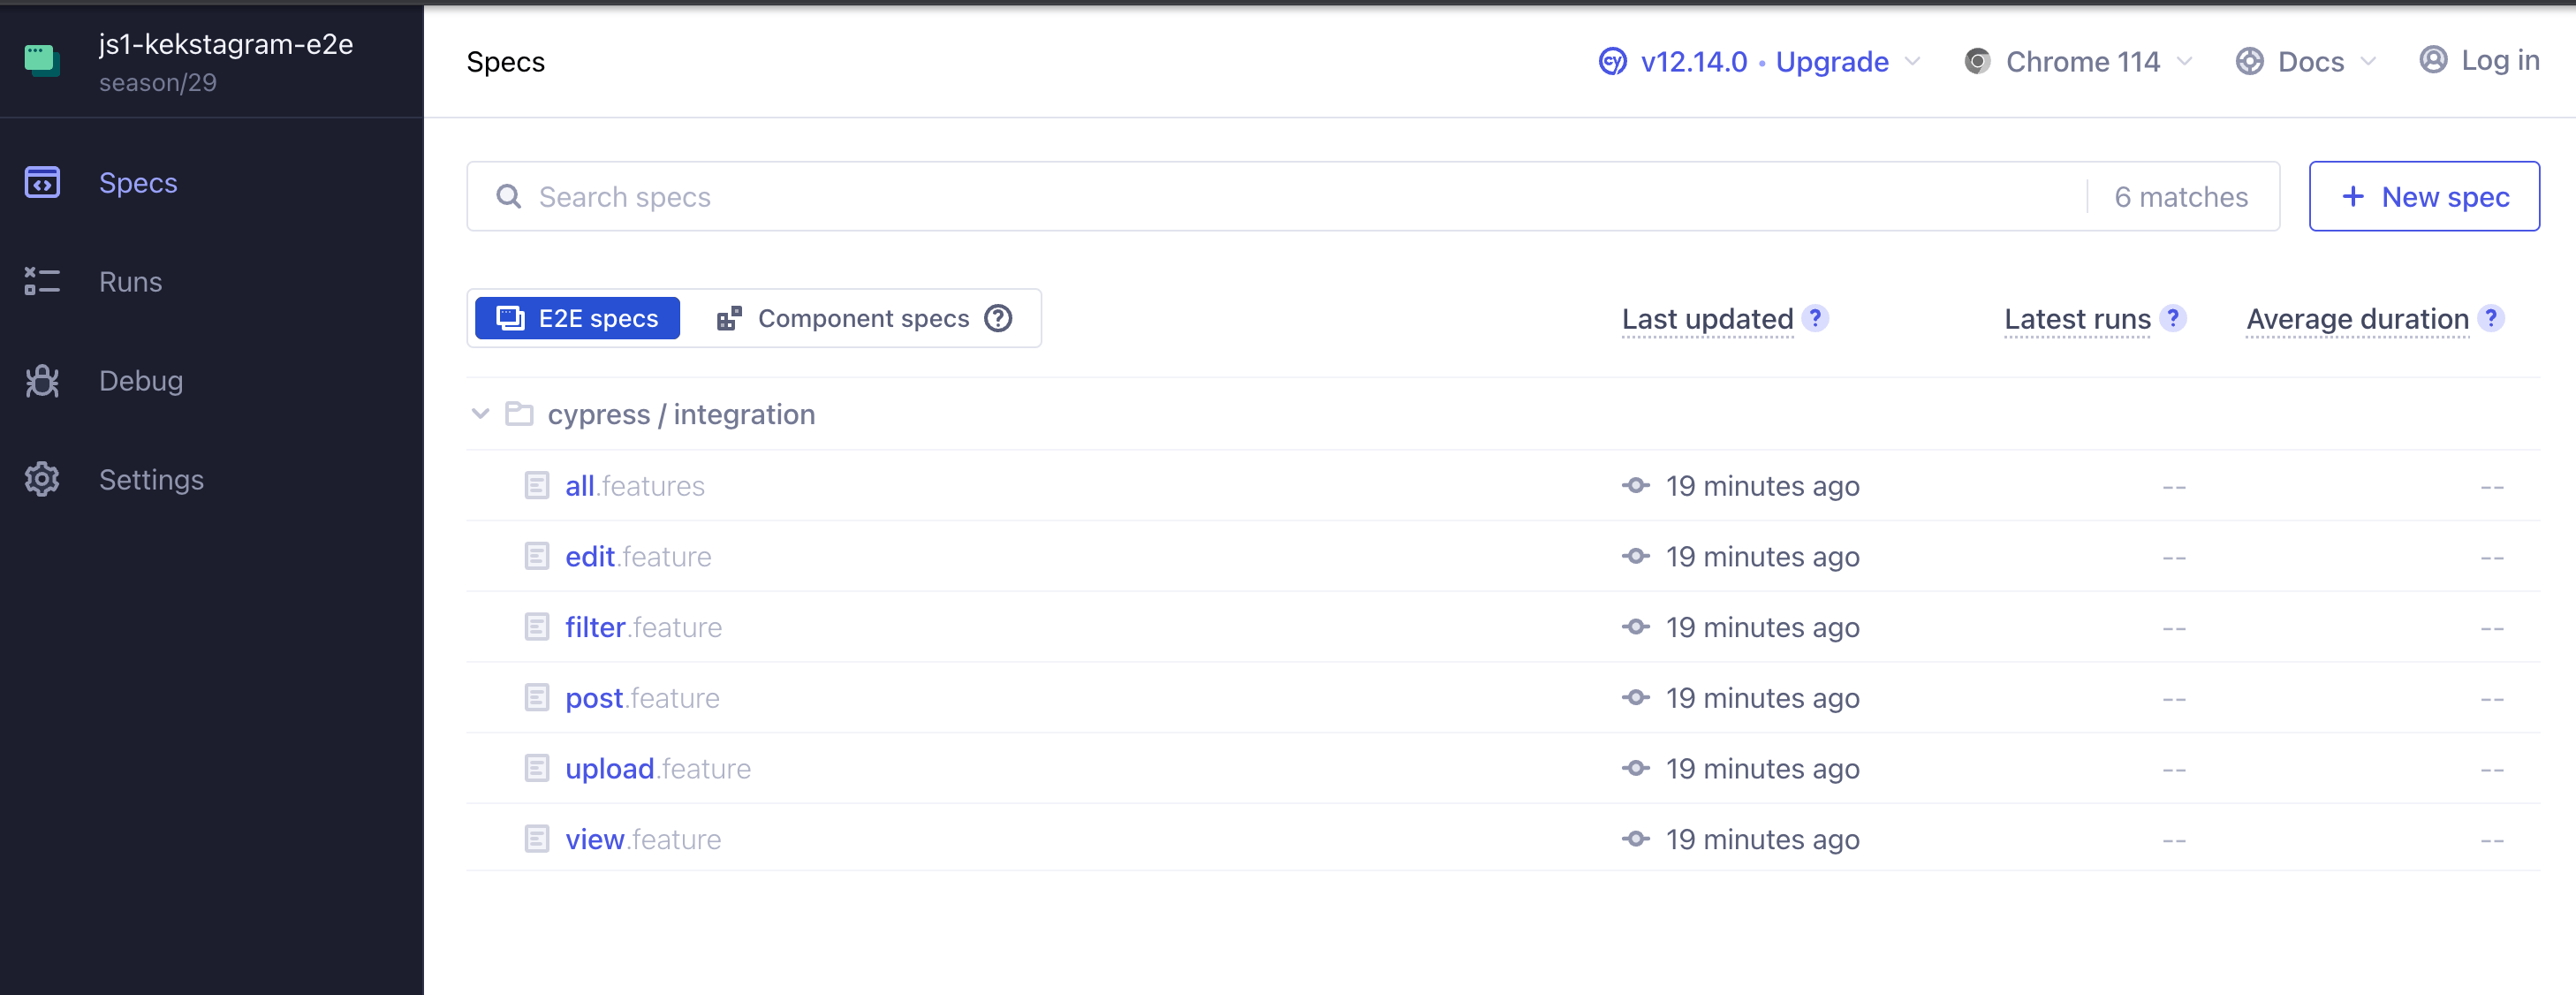 js1-kekstagram-e2e
season/29
Specs
Runs
Debug
Settings
Specs
v12.14.0 • Upgrade
Chrome 114
Docs
Log in
Search specs
6 matches
+ New spec
E2E specs
Component specs ?
Last updated ?
Latest runs ?
Average duration ?
cypress / integration
all.features 19 minutes ago -- --
edit.feature 19 minutes ago -- --
filter.feature 19 minutes ago -- --
post.feature 19 minutes ago -- --
upload.feature 19 minutes ago -- --
view.feature 19 minutes ago -- --